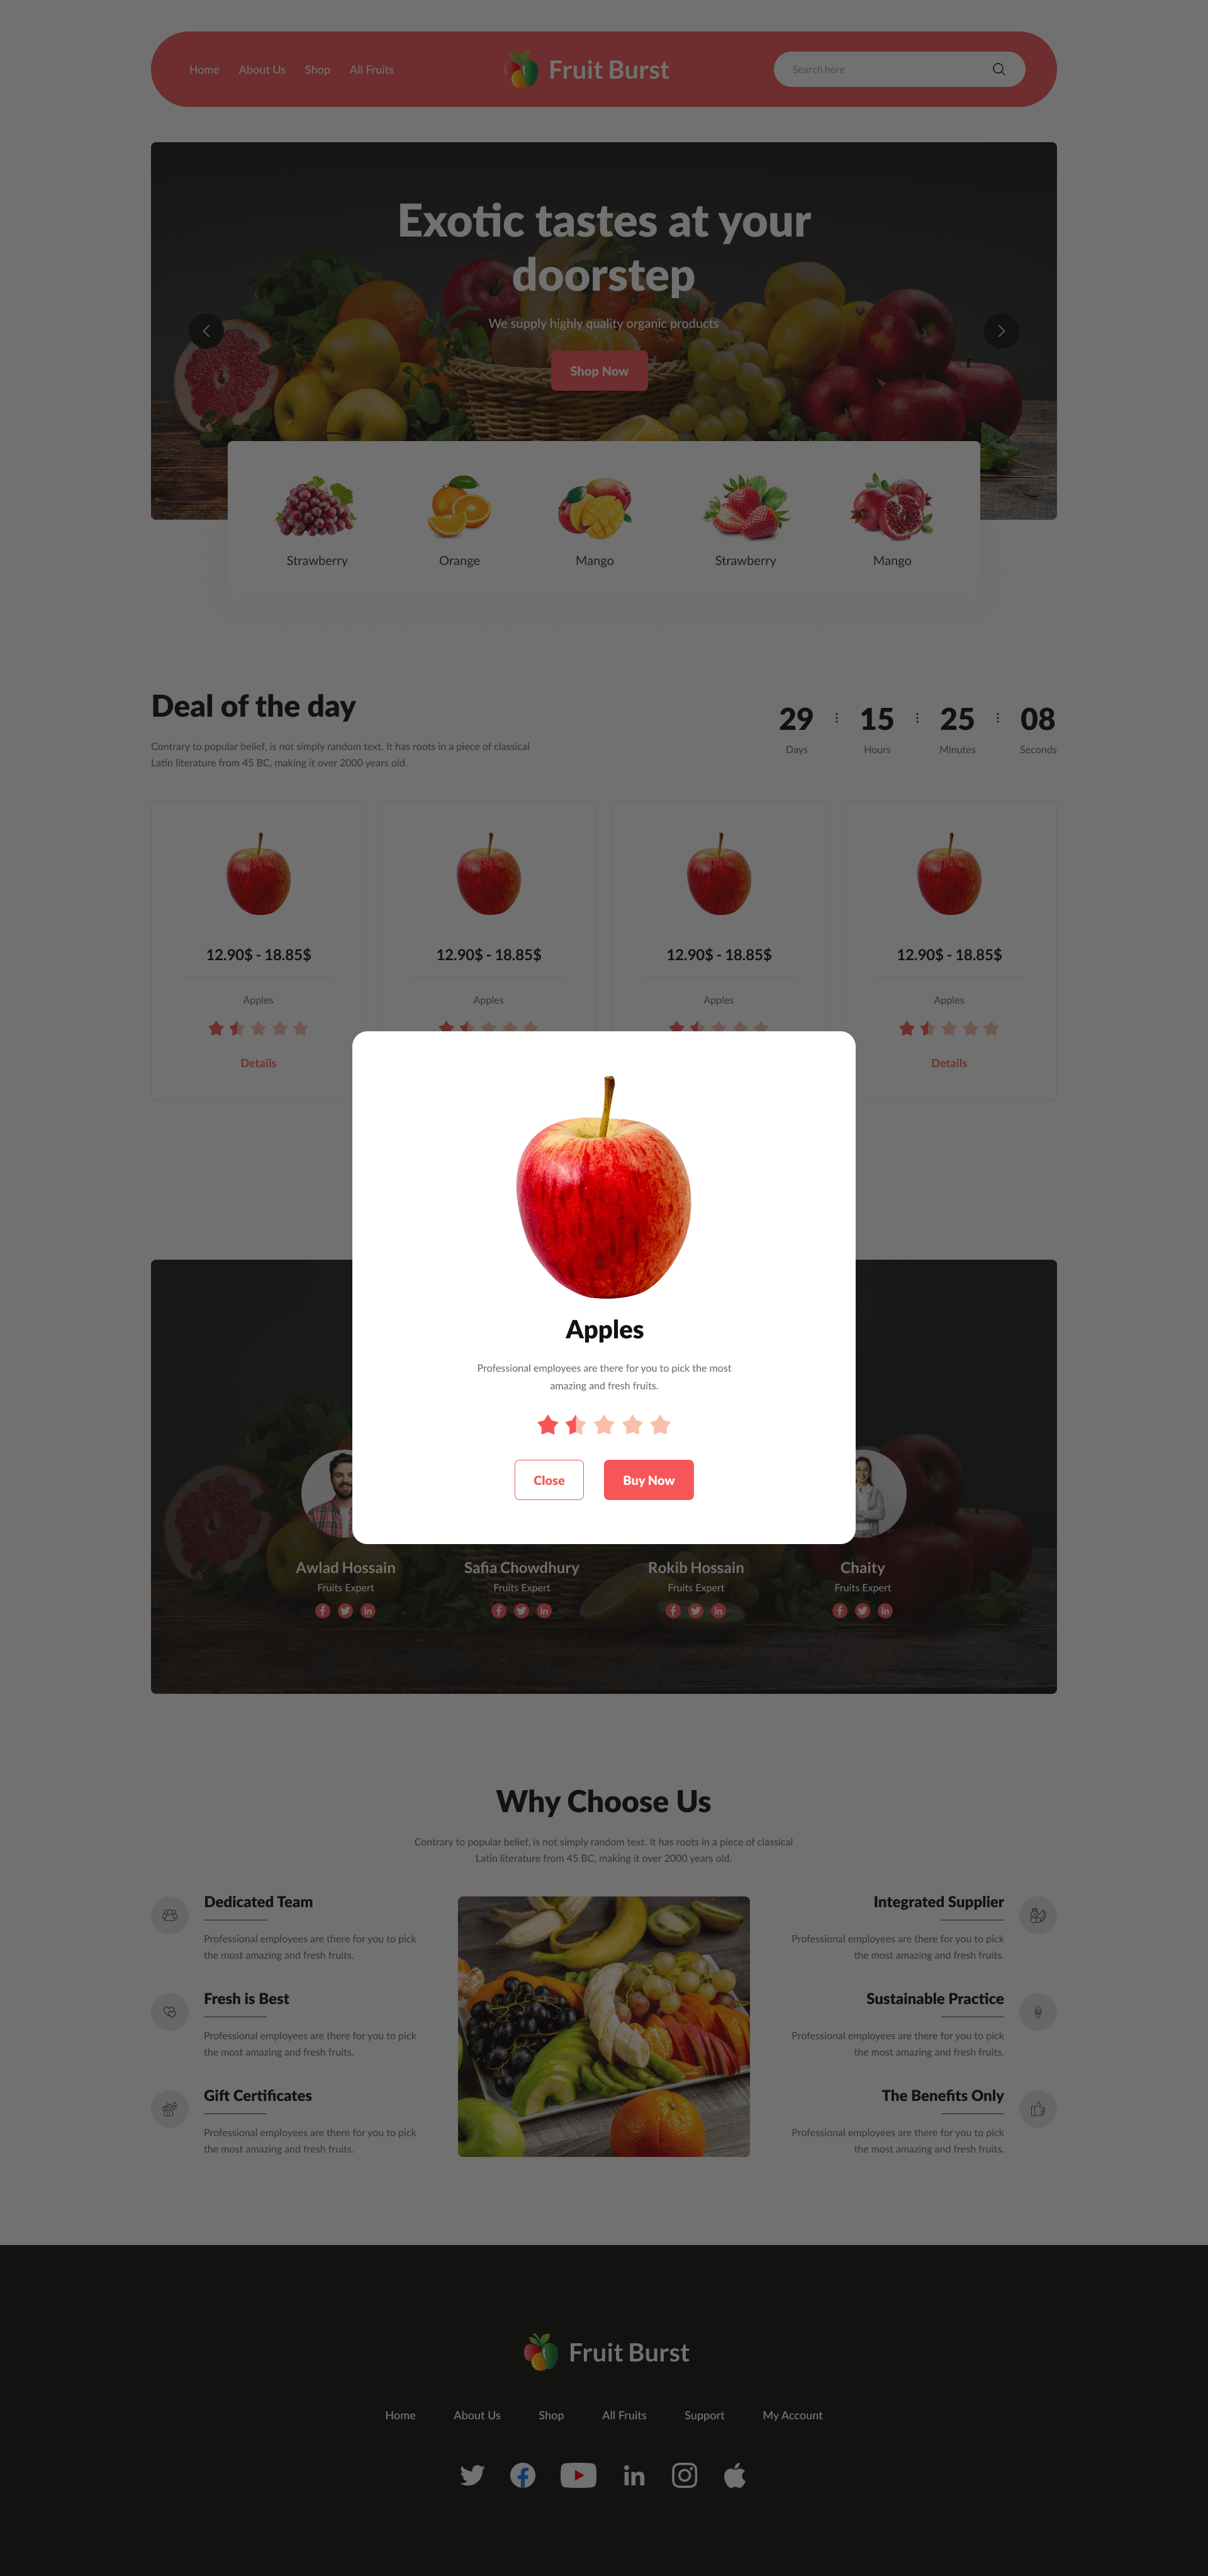 Home About Us Shop All Fruits
Fruit Burst
Search here
Exotic tastes at your
doorstep
We supply highly quality organic products
Shop Now
Strawberry Orange Mango Strawberry Mango
Deal of the day
Contrary to popular belief, is not simply random text. It has roots in a piece of classical
Latin literature from 45 BC, making it over 2000 years old.
29 : 15 : 25 : 08
Days Hours Minutes Seconds
12.90$ - 18.85$ 12.90$ - 18.85$ 12.90$ - 18.85$ 12.90$ - 18.85$
Apples Apples Apples Apples
Details Details
Apples
Professional employees are there for you to pick the most
amazing and fresh fruits.
Close Buy Now
Awlad Hossain Safia Chowdhury Rokib Hossain Chaity
Fruits Expert Fruits Expert Fruits Expert Fruits Expert
Why Choose Us
Contrary to popular belief, is not simply random text. It has roots in a piece of classical
Latin literature from 45 BC, making it over 2000 years old.
Dedicated Team
Professional employees are there for you to pick
the most amazing and fresh fruits.
Fresh is Best
Professional employees are there for you to pick
the most amazing and fresh fruits.
Gift Certificates
Professional employees are there for you to pick
the most amazing and fresh fruits.
Integrated Supplier
Professional employees are there for you to pick
the most amazing and fresh fruits.
Sustainable Practice
Professional employees are there for you to pick
the most amazing and fresh fruits.
The Benefits Only
Professional employees are there for you to pick
the most amazing and fresh fruits.
Fruit Burst
Home About Us Shop All Fruits Support My Account